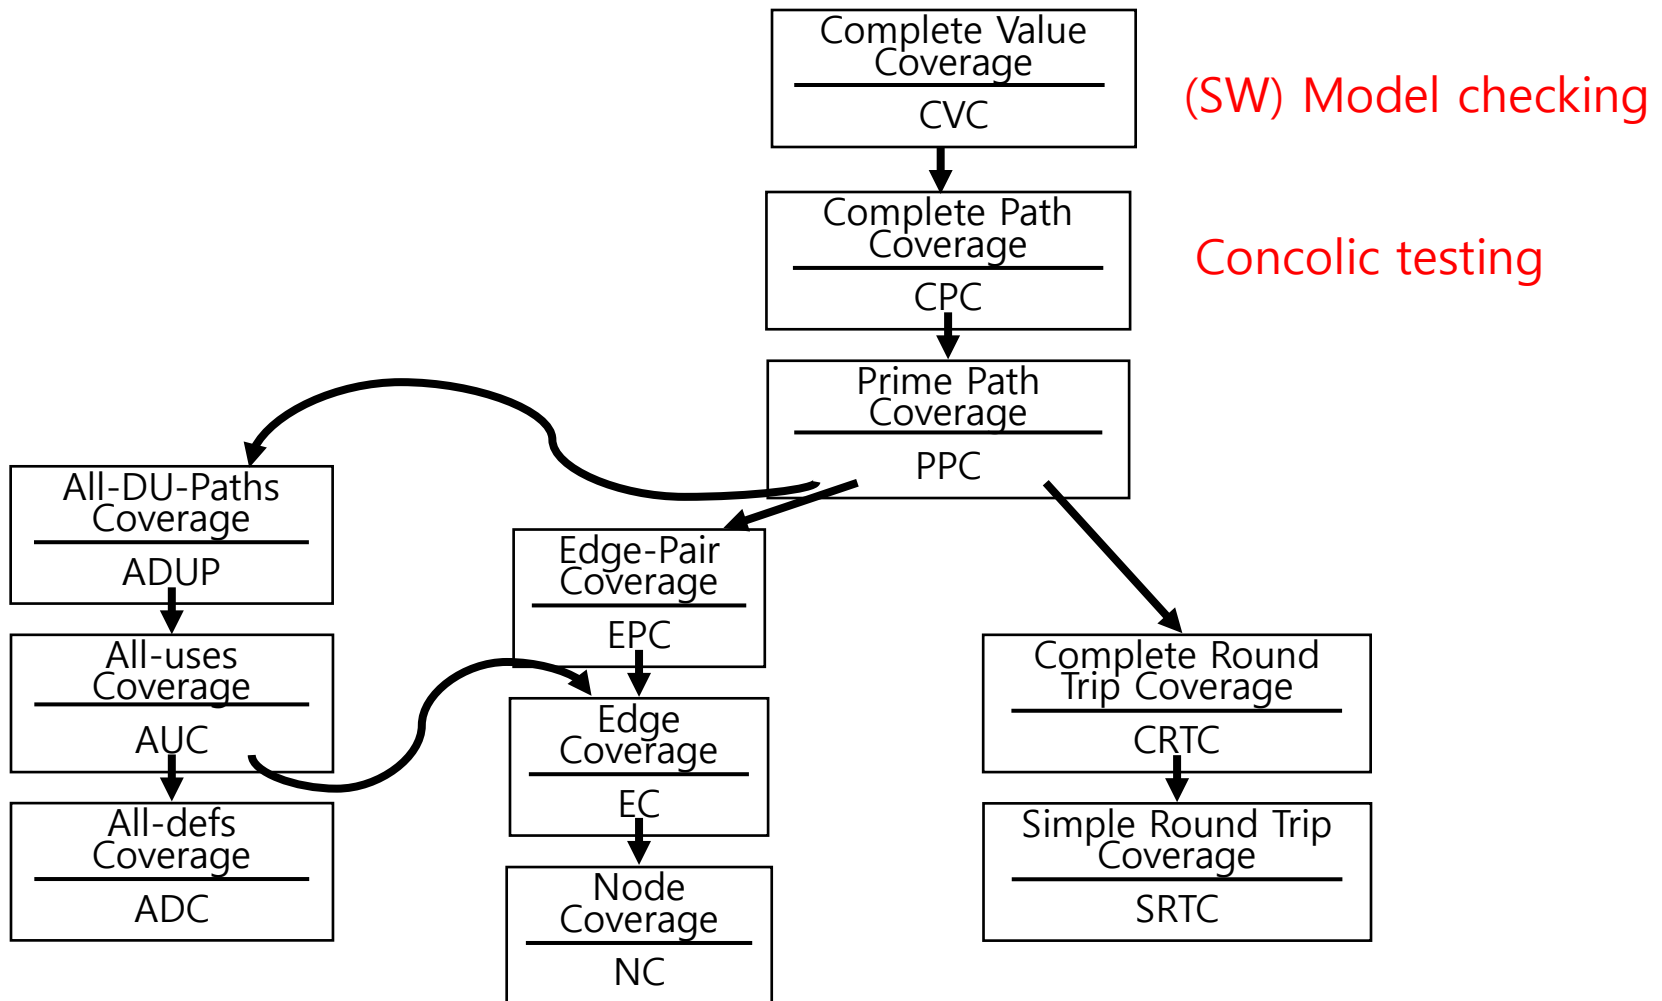 Complete Value
Coverage
CVC
(SW) Model checking
Complete Path
Coverage
CPC
Concolic testing
Prime Path
Coverage
PPC
All-DU-Paths
Coverage
ADUP
Edge-Pair
Coverage
EPC
All-uses
Coverage
AUC
Complete Round
Trip Coverage
CRTC
Edge
Coverage
EC
All-defs
Coverage
ADC
Simple Round Trip
Coverage
SRTC
Node
Coverage
NC